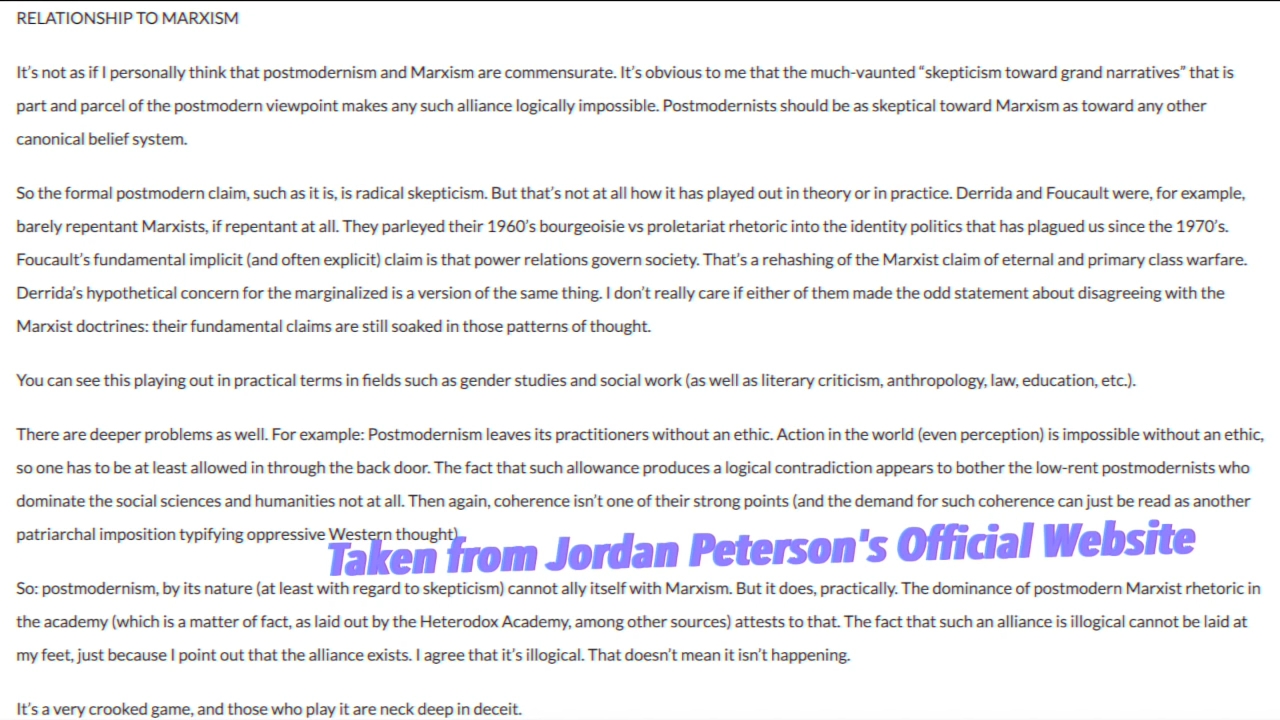 RELATIONSHIP TO MARXISM
It's not as if I personally think that postmodernism and Marxism are commensurate. It's obvious to me that the much-vaunted “skepticism toward grand narratives” that is
part and parcel of the postmodern viewpoint makes any such alliance logically impossible. Postmodernists should be as skeptical toward Marxism as toward any other
canonical belief system.
So the formal postmodern claim, such as it is, is radical skepticism. But that's not at all how it has played out in theory or in practice. Derrida and Foucault were, for example,
barely repentant Marxists, if repentant at all. They parleyed their 1960's bourgeoisie vs proletariat rhetoric into the identity politics that has plagued us since the 1970's.
Foucault's fundamental implicit (and often explicit) claim is that power relations govern society. That's a rehashing of the Marxist claim of eternal and primary class warfare.
Derrida's hypothetical concern for the marginalized is a version of the same thing. I don't really care if either of them made the odd statement about disagreeing with the
Marxist doctrines: their fundamental claims are still soaked in those patterns of thought.
You can see this playing out in practical terms in fields such as gender studies and social work (as well as literary criticism, anthropology, law, education, etc.).
There are deeper problems as well. For example: Postmodernism leaves its practitioners without an ethic. Action in the world (even perception) is impossible without an ethic,
so one has to be at least allowed in through the back door. The fact that such allowance produces a logical contradiction appears to bother the low-rent postmodernists who
dominate the social sciences and humanities not at all. Then again, coherence isn't one of their strong points (and the demand for such coherence can just be read as another
patriarchal imposition typifying oppressive Western thought)
Taken from Jordan Peterson's Official Website
So: postmodernism, by its nature (at least with regard to skepticism) cannot ally itself with Marxism. But it does, practically. The dominance of postmodern Marxist rhetoric in
the academy (which is a matter of fact, as laid out by the Heterodox Academy, among other sources) attests to that. The fact that such an alliance is illogical cannot be laid at
my feet, just because I point out that the alliance exists. I agree that it's illogical. That doesn't mean it isn't happening.
It's a very crooked game, and those who play it are neck deep in deceit.